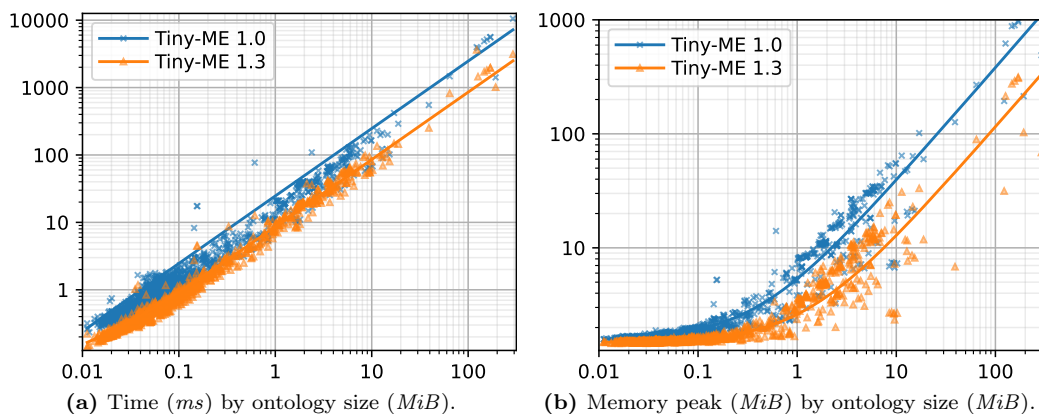 10000
1000
100
10
1
Tiny-ME 1.0
Tiny-ME 1.3
0.01 0.1 1 10 100
(a) Time (ms) by ontology size (MiB).
1000
100
10
Tiny-ME 1.0
Tiny-ME 1.3
0.01 0.1 1 10 100
(b) Memory peak (MiB) by ontology size (MiB).